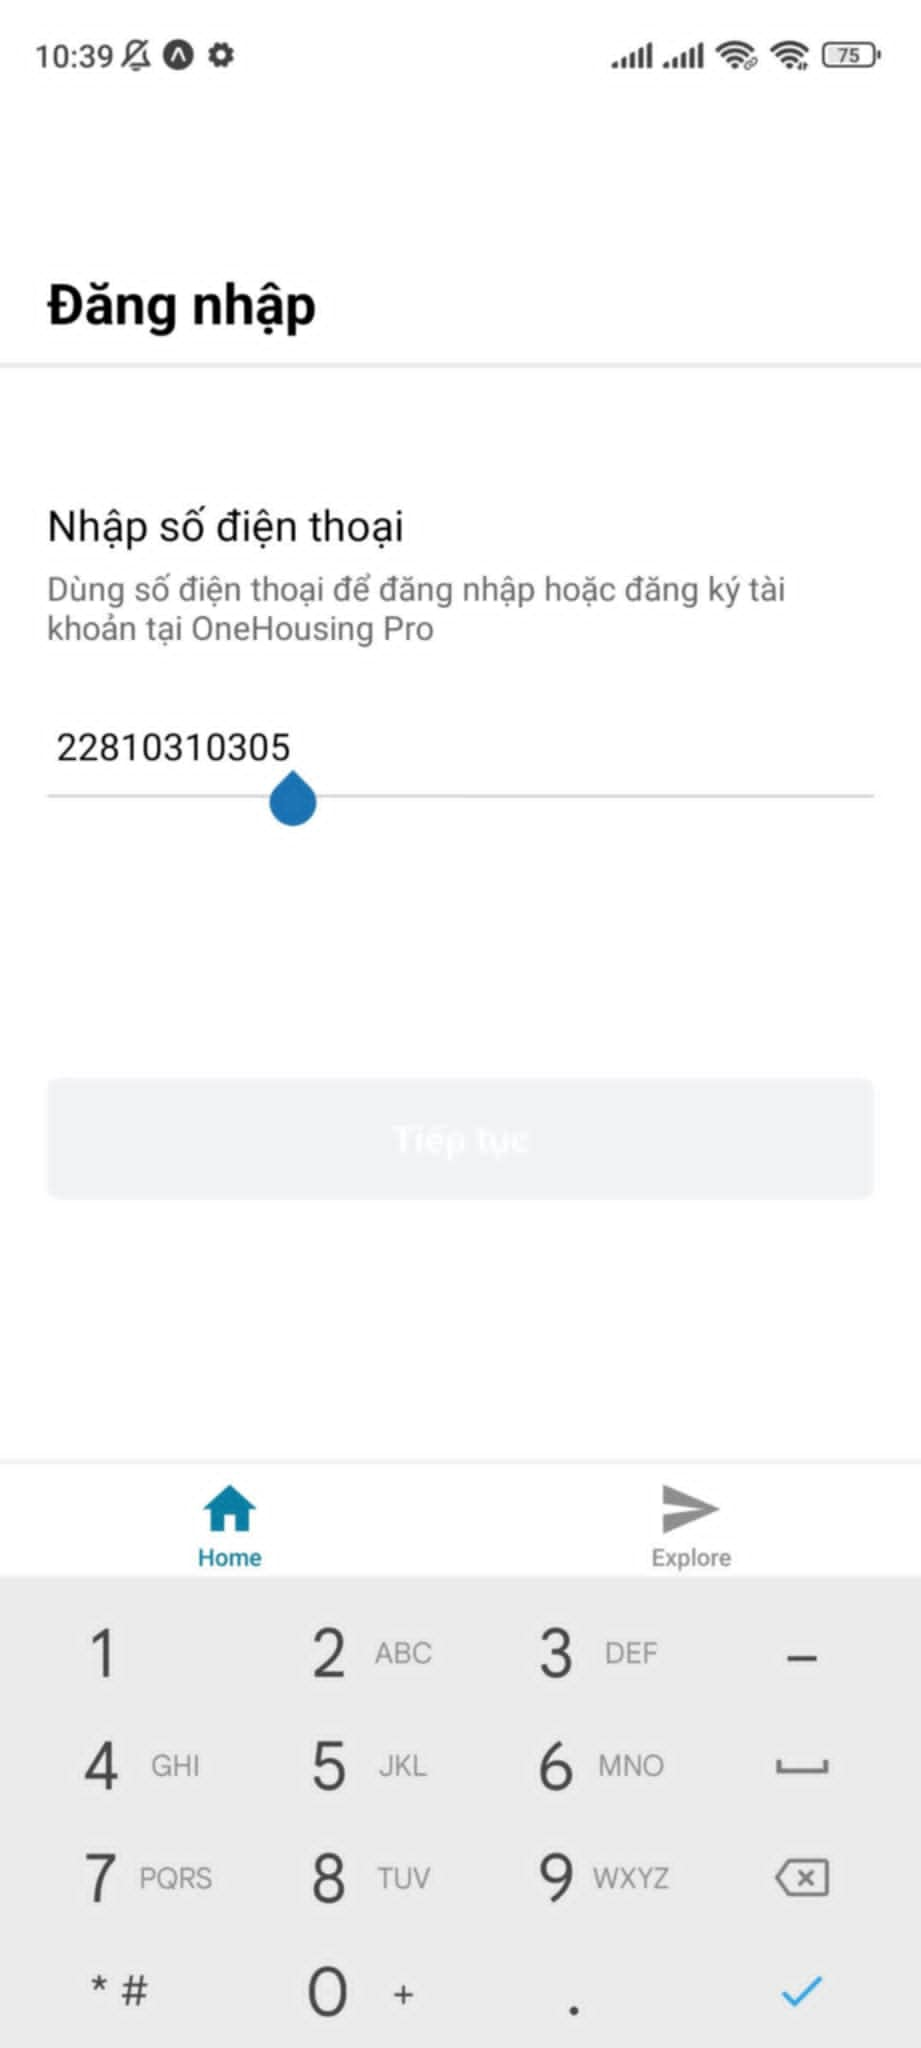 10:39
75
Đăng nhập
Nhập số điện thoại
Dùng số điện thoại để đăng nhập hoặc đăng ký tài
khoản tại OneHousing Pro
22810310305
Tiếp tục
Home Explore
1 2 ABC 3 DEF –
4 GHI 5 JKL 6 MNO
7 PQRS 8 TUV 9 WXYZ
* # 0 + .